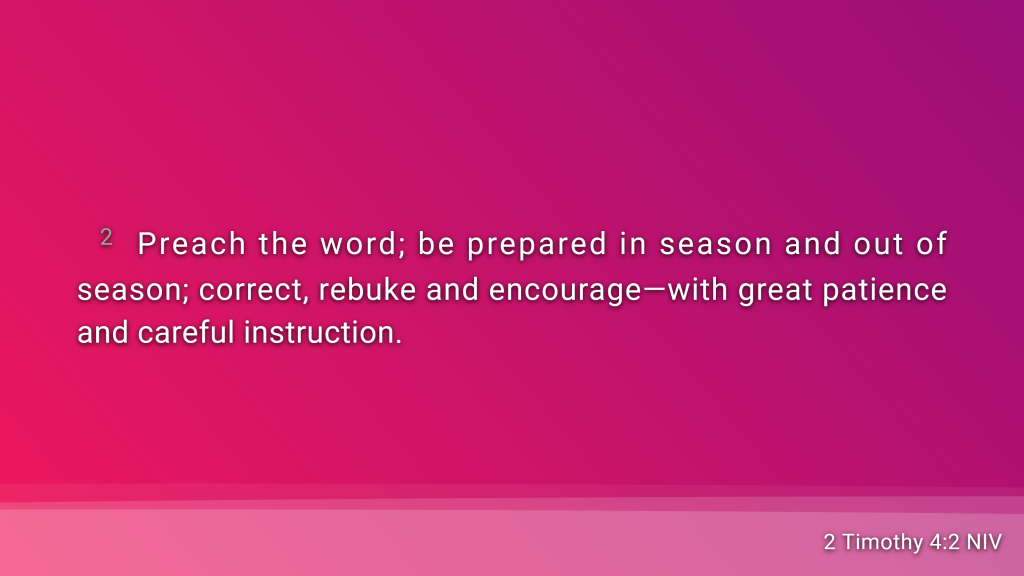 2 Preach the word; be prepared in season and out of
season; correct, rebuke and encourage—with great patience
and careful instruction.
2 Timothy 4:2 NIV